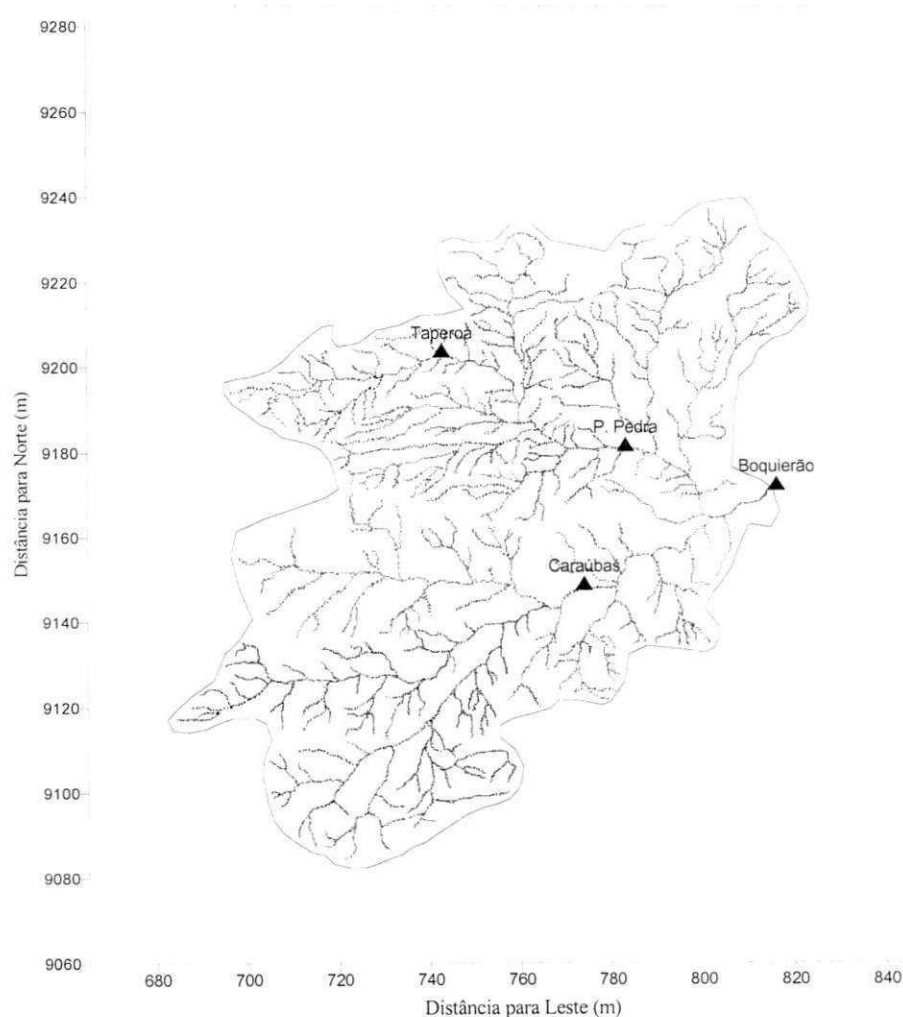 9280
9260
9240
9220
9200
9180
9160
9140
9120
9100
9080
9060
Distância para Norte (m)
Taperoá
P. Pedra
Boquierão
Caraúbas
680 700 720 740 760 780 800 820 840
Distância para Leste (m)